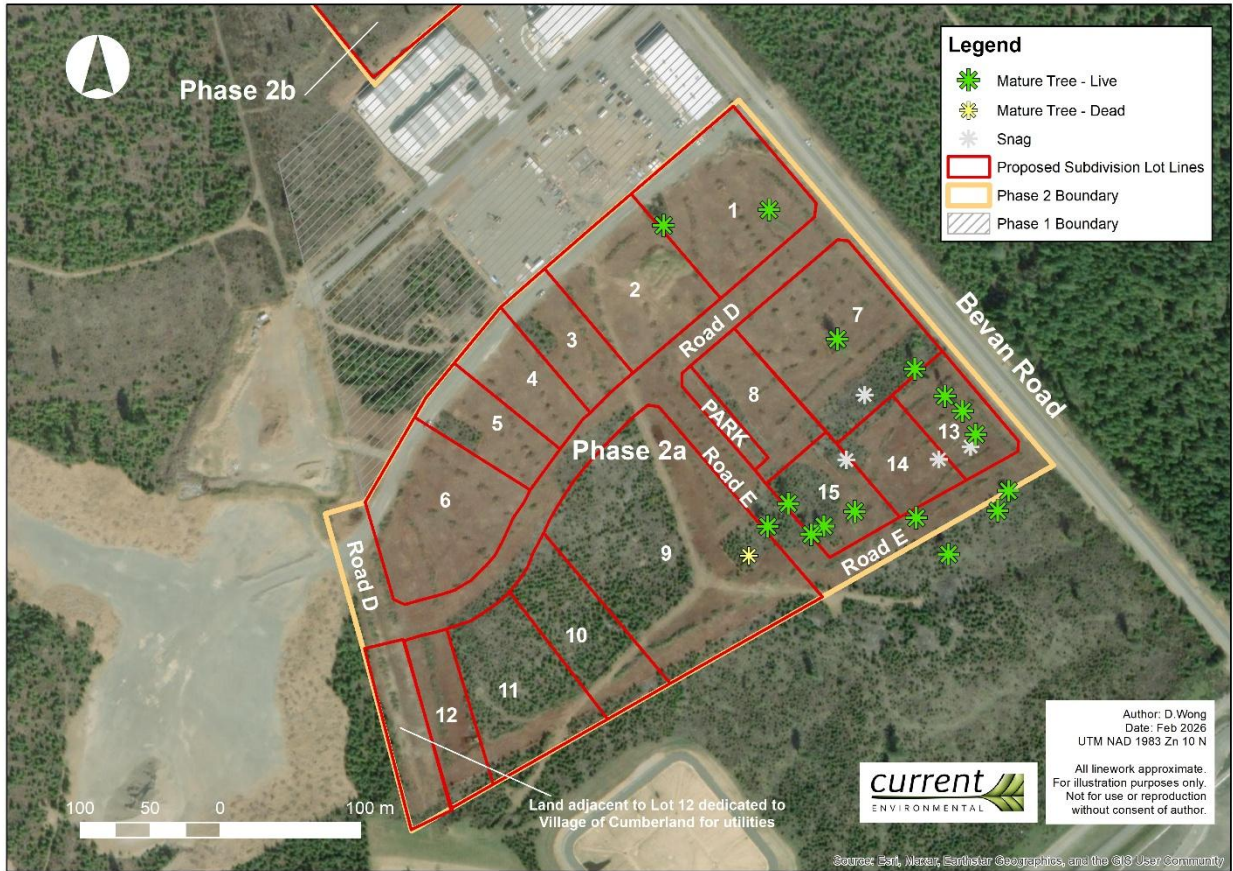 Phase 2b
Legend
Mature Tree - Live
Mature Tree - Dead
Snag
Proposed Subdivision Lot Lines
Phase 2 Boundary
Phase 1 Boundary
1
2
3
Road D
7
Bevan Road
4
8
5
PARK
13
Phase 2a
14
Road E
15
6
9
Road E
Road D
10
11
12
Author: D.Wong
Date: Feb 2026
UTM NAD 1983 Zn 10 N
All linework approximate.
For illustration purposes only.
Not for use or reproduction
without consent of author.
current
ENVIRONMENTAL
100 50 0 100 m
Land adjacent to Lot 12 dedicated to
Village of Cumberland for utilities
Source: Esri, Maxar, Earthstar Geographics, and the GIS User Community